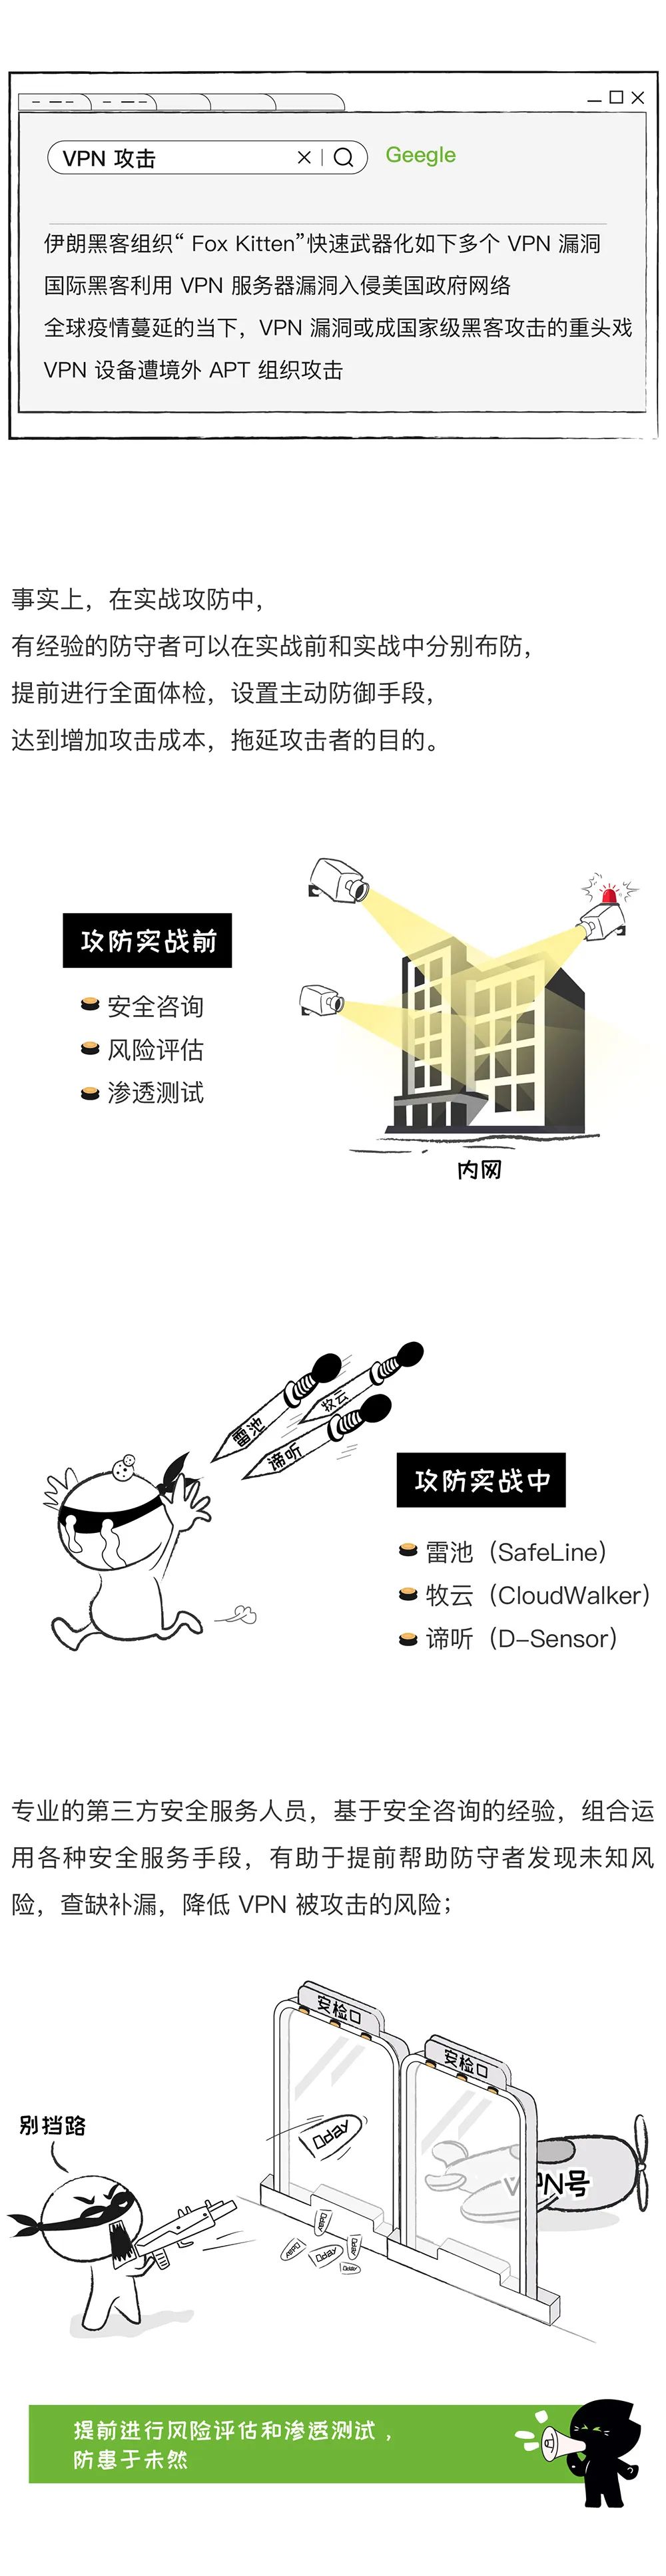 VPN 攻击
Geegle
伊朗黑客组织“ Fox Kitten”快速武器化如下多个 VPN 漏洞
国际黑客利用 VPN 服务器漏洞入侵美国政府网络
全球疫情蔓延的当下，VPN 漏洞或成国家级黑客攻击的重头戏
VPN 设备遭境外 APT 组织攻击
事实上，在实战攻防中，
有经验的防守者可以在实战前和实战中分别布防，
提前进行全面体检，设置主动防御手段，
达到增加攻击成本，拖延攻击者的目的。
攻防实战前
安全咨询
风险评估
渗透测试
内网
雷池
牧云
谛听
攻防实战中
雷池（SafeLine）
牧云（CloudWalker）
谛听（D-Sensor）
专业的第三方安全服务人员，基于安全咨询的经验，组合运
用各种安全服务手段，有助于提前帮助防守者发现未知风
险，查缺补漏，降低 VPN 被攻击的风险；
安检口
安检口
别挡路
0day
VPN号
0day
0day
0day
0day
0day
提前进行风险评估和渗透测试，
防患于未然